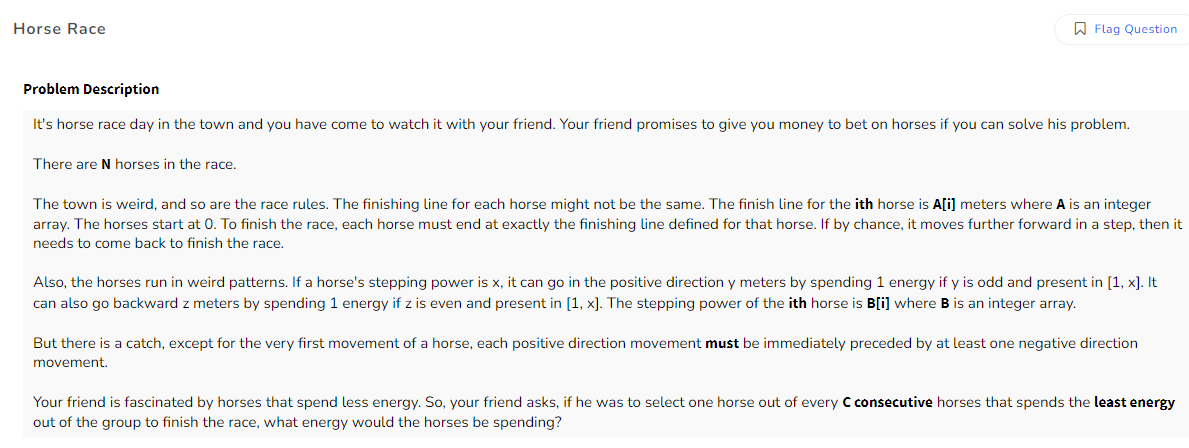 Horse Race
Flag Question
Problem Description
It's horse race day in the town and you have come to watch it with your friend. Your friend promises to give you money to bet on horses if you can solve his problem.
There are N horses in the race.
The town is weird, and so are the race rules. The finishing line for each horse might not be the same. The finish line for the ith horse is A[i] meters where A is an integer
array. The horses start at 0. To finish the race, each horse must end at exactly the finishing line defined for that horse. If by chance, it moves further forward in a step, then it
needs to come back to finish the race.
Also, the horses run in weird patterns. If a horse's stepping power is x, it can go in the positive direction y meters by spending 1 energy if y is odd and present in [1, x]. It
can also go backward z meters by spending 1 energy if z is even and present in [1, x]. The stepping power of the ith horse is B[i] where B is an integer array.
But there is a catch, except for the very first movement of a horse, each positive direction movement must be immediately preceded by at least one negative direction
movement.
Your friend is fascinated by horses that spend less energy. So, your friend asks, if he was to select one horse out of every C consecutive horses that spends the least energy
out of the group to finish the race, what energy would the horses be spending?